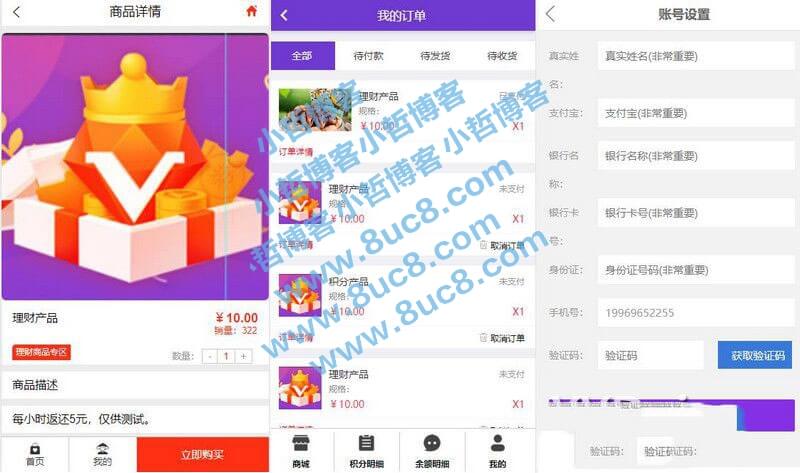 商品详情
V
理财产品
￥10.00
销量：322
理财商品专区
数量：
- 1 +
商品描述
每小时返还5元，仅供测试。
首页
我的
立即购买
我的订单
全部
待付款
待发货
待收货
理财产品
已支付
规格：
￥10.00
X1
订单详情
理财产品
未支付
规格：
￥10.00
X1
订单详情
取消订单
积分产品
未支付
规格：
￥10.00
X1
订单详情
取消订单
理财产品
未支付
规格：
￥10.00
X1
商城
积分明细
余额明细
我的
小哲博客 小哲博客
小哲博客 小哲博客
www.8uc8.com
www.8uc8.com
账号设置
真实姓名：
真实姓名(非常重要)
支付宝：
支付宝(非常重要)
银行名称：
银行名称(非常重要)
银行卡号：
银行卡号(非常重要)
身份证：
身份证号码(非常重要)
手机号：
19969652255
验证码：
验证码
获取验证码
验证码：
验证码：